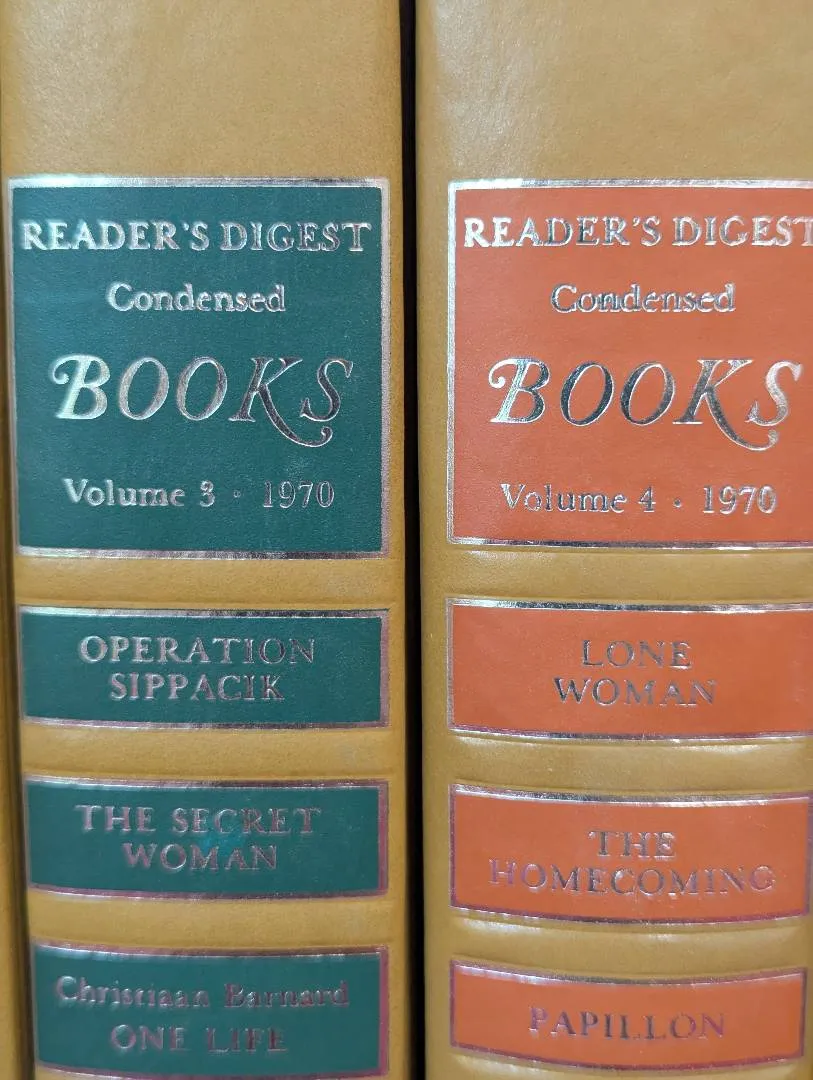 READER'S DIGEST
Condensed
BOOKS
Volume 3 · 1970
OPERATION
SIPPACIK
THE SECRET
WOMAN
Christiaan Barnard
ONE LIFE
READER'S DIGEST
Condensed
BOOKS
Volume 4 · 1970
LONE
WOMAN
THE
HOMECOMING
PAPILLON